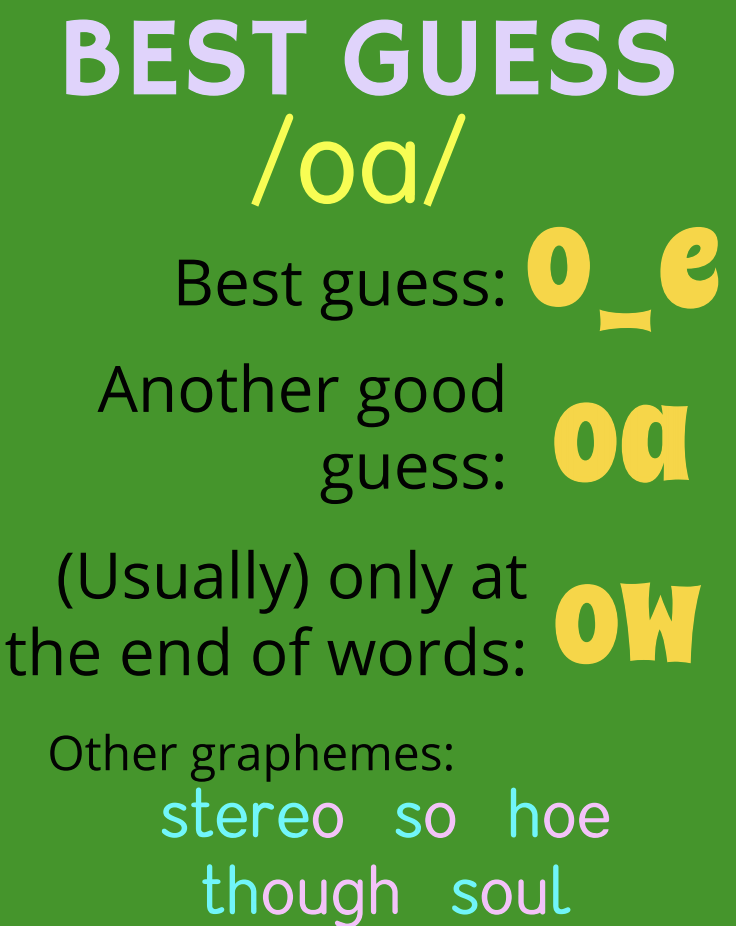 BEST GUESS
/oa/
Best guess: o_e
Another good
guess: oa
(Usually) only at
the end of words: ow
Other graphemes:
stereo so hoe
though soul